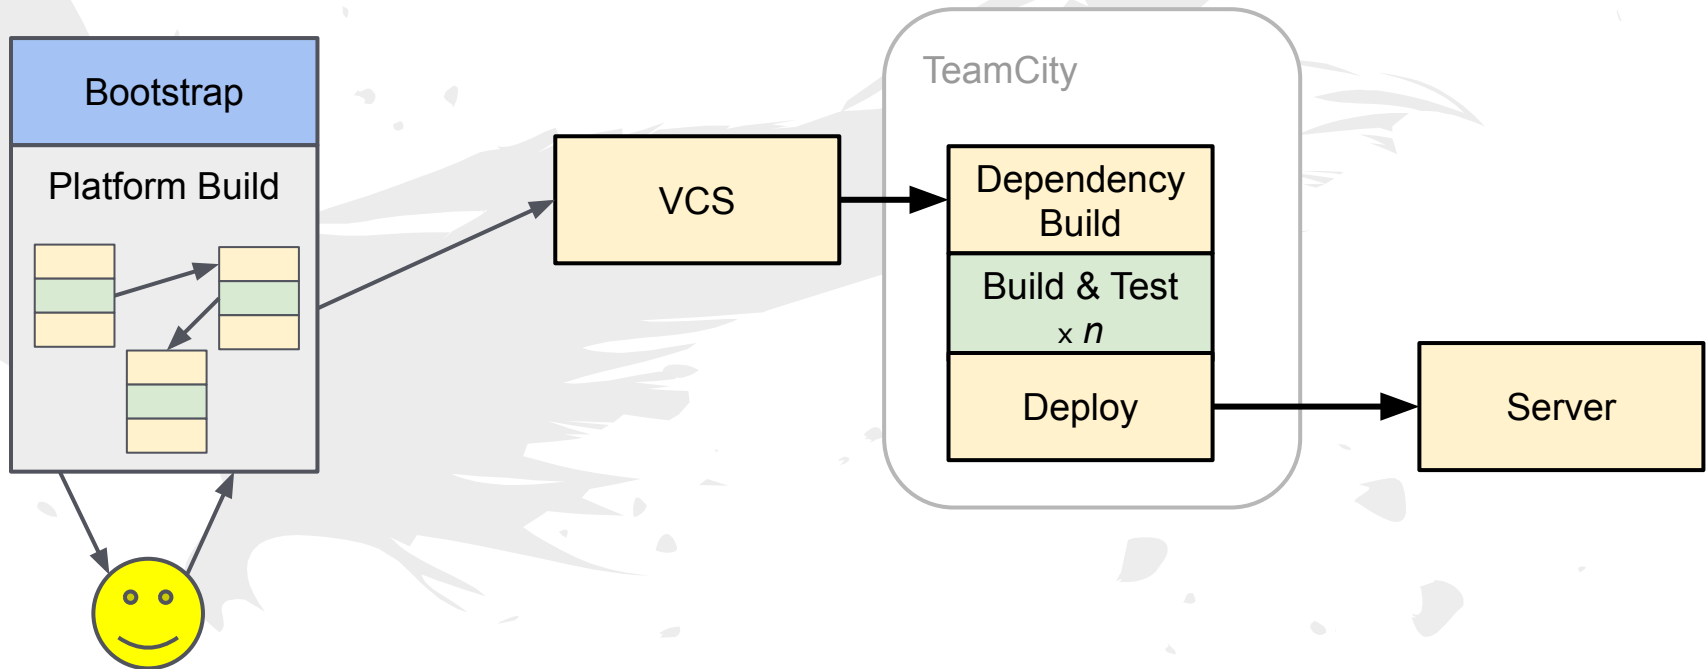 Bootstrap
Platform Build
VCS
TeamCity
Dependency
Build
Build & Test
x n
Deploy
Server